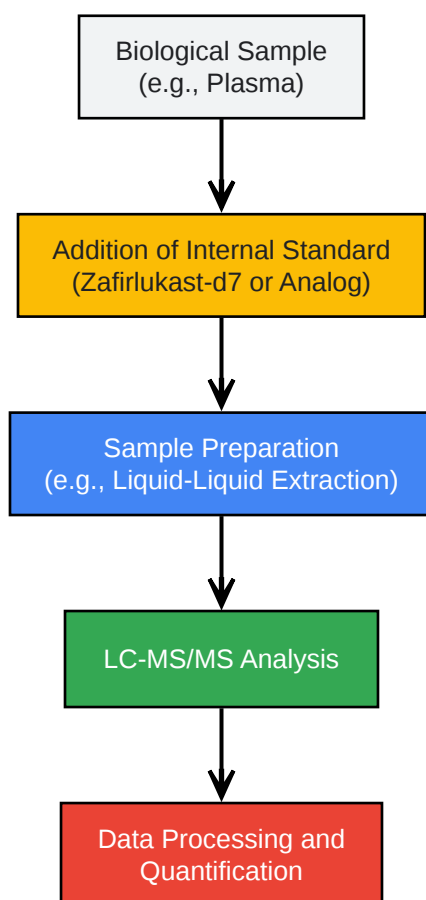 Biological Sample
(e.g., Plasma)
Addition of Internal Standard
(Zafirlukast-d7 or Analog)
Sample Preparation
(e.g., Liquid-Liquid Extraction)
LC-MS/MS Analysis
Data Processing and
Quantification